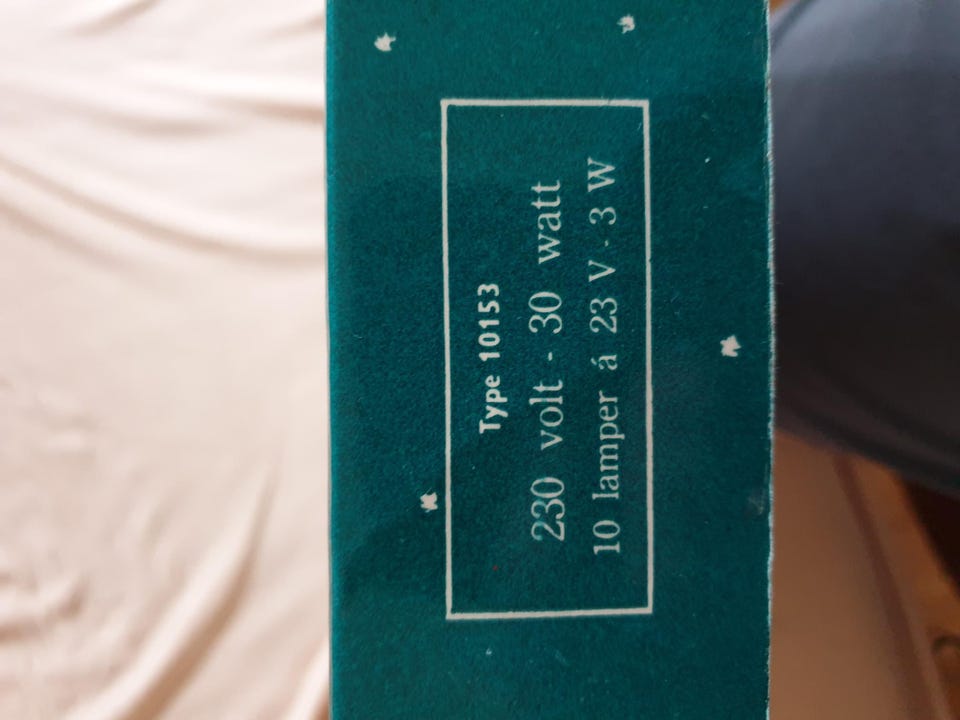 Type 10153
230 volt - 30 watt
10 lamper á 23 V - 3 W